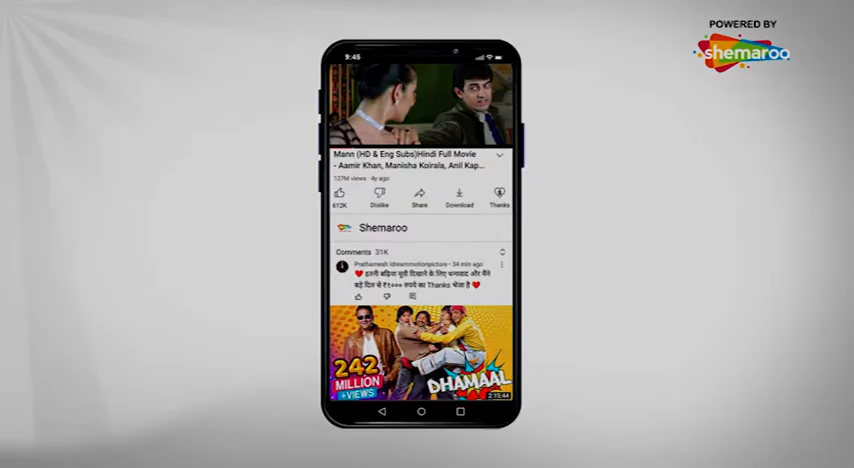 POWERED BY
shemaroo
9:45
Mann (HD & Eng Subs)Hindi Full Movie
- Aamir Khan, Manisha Koirala, Anil Kap...
127M views · 4y ago
612K
Dislike
Share
Download
Thanks
Shemaroo
Comments 31K
Prathamesh Idreammotionpicture • 34 min ago
❤️ इतनी बढ़िया मूवी दिखाने के लिए धन्यवाद और मैंने
बड़े दिल से ₹१००० रुपये का Thanks भेजा है ❤️
242
MILLION
+VIEWS
DHAMAAL
2:15:44